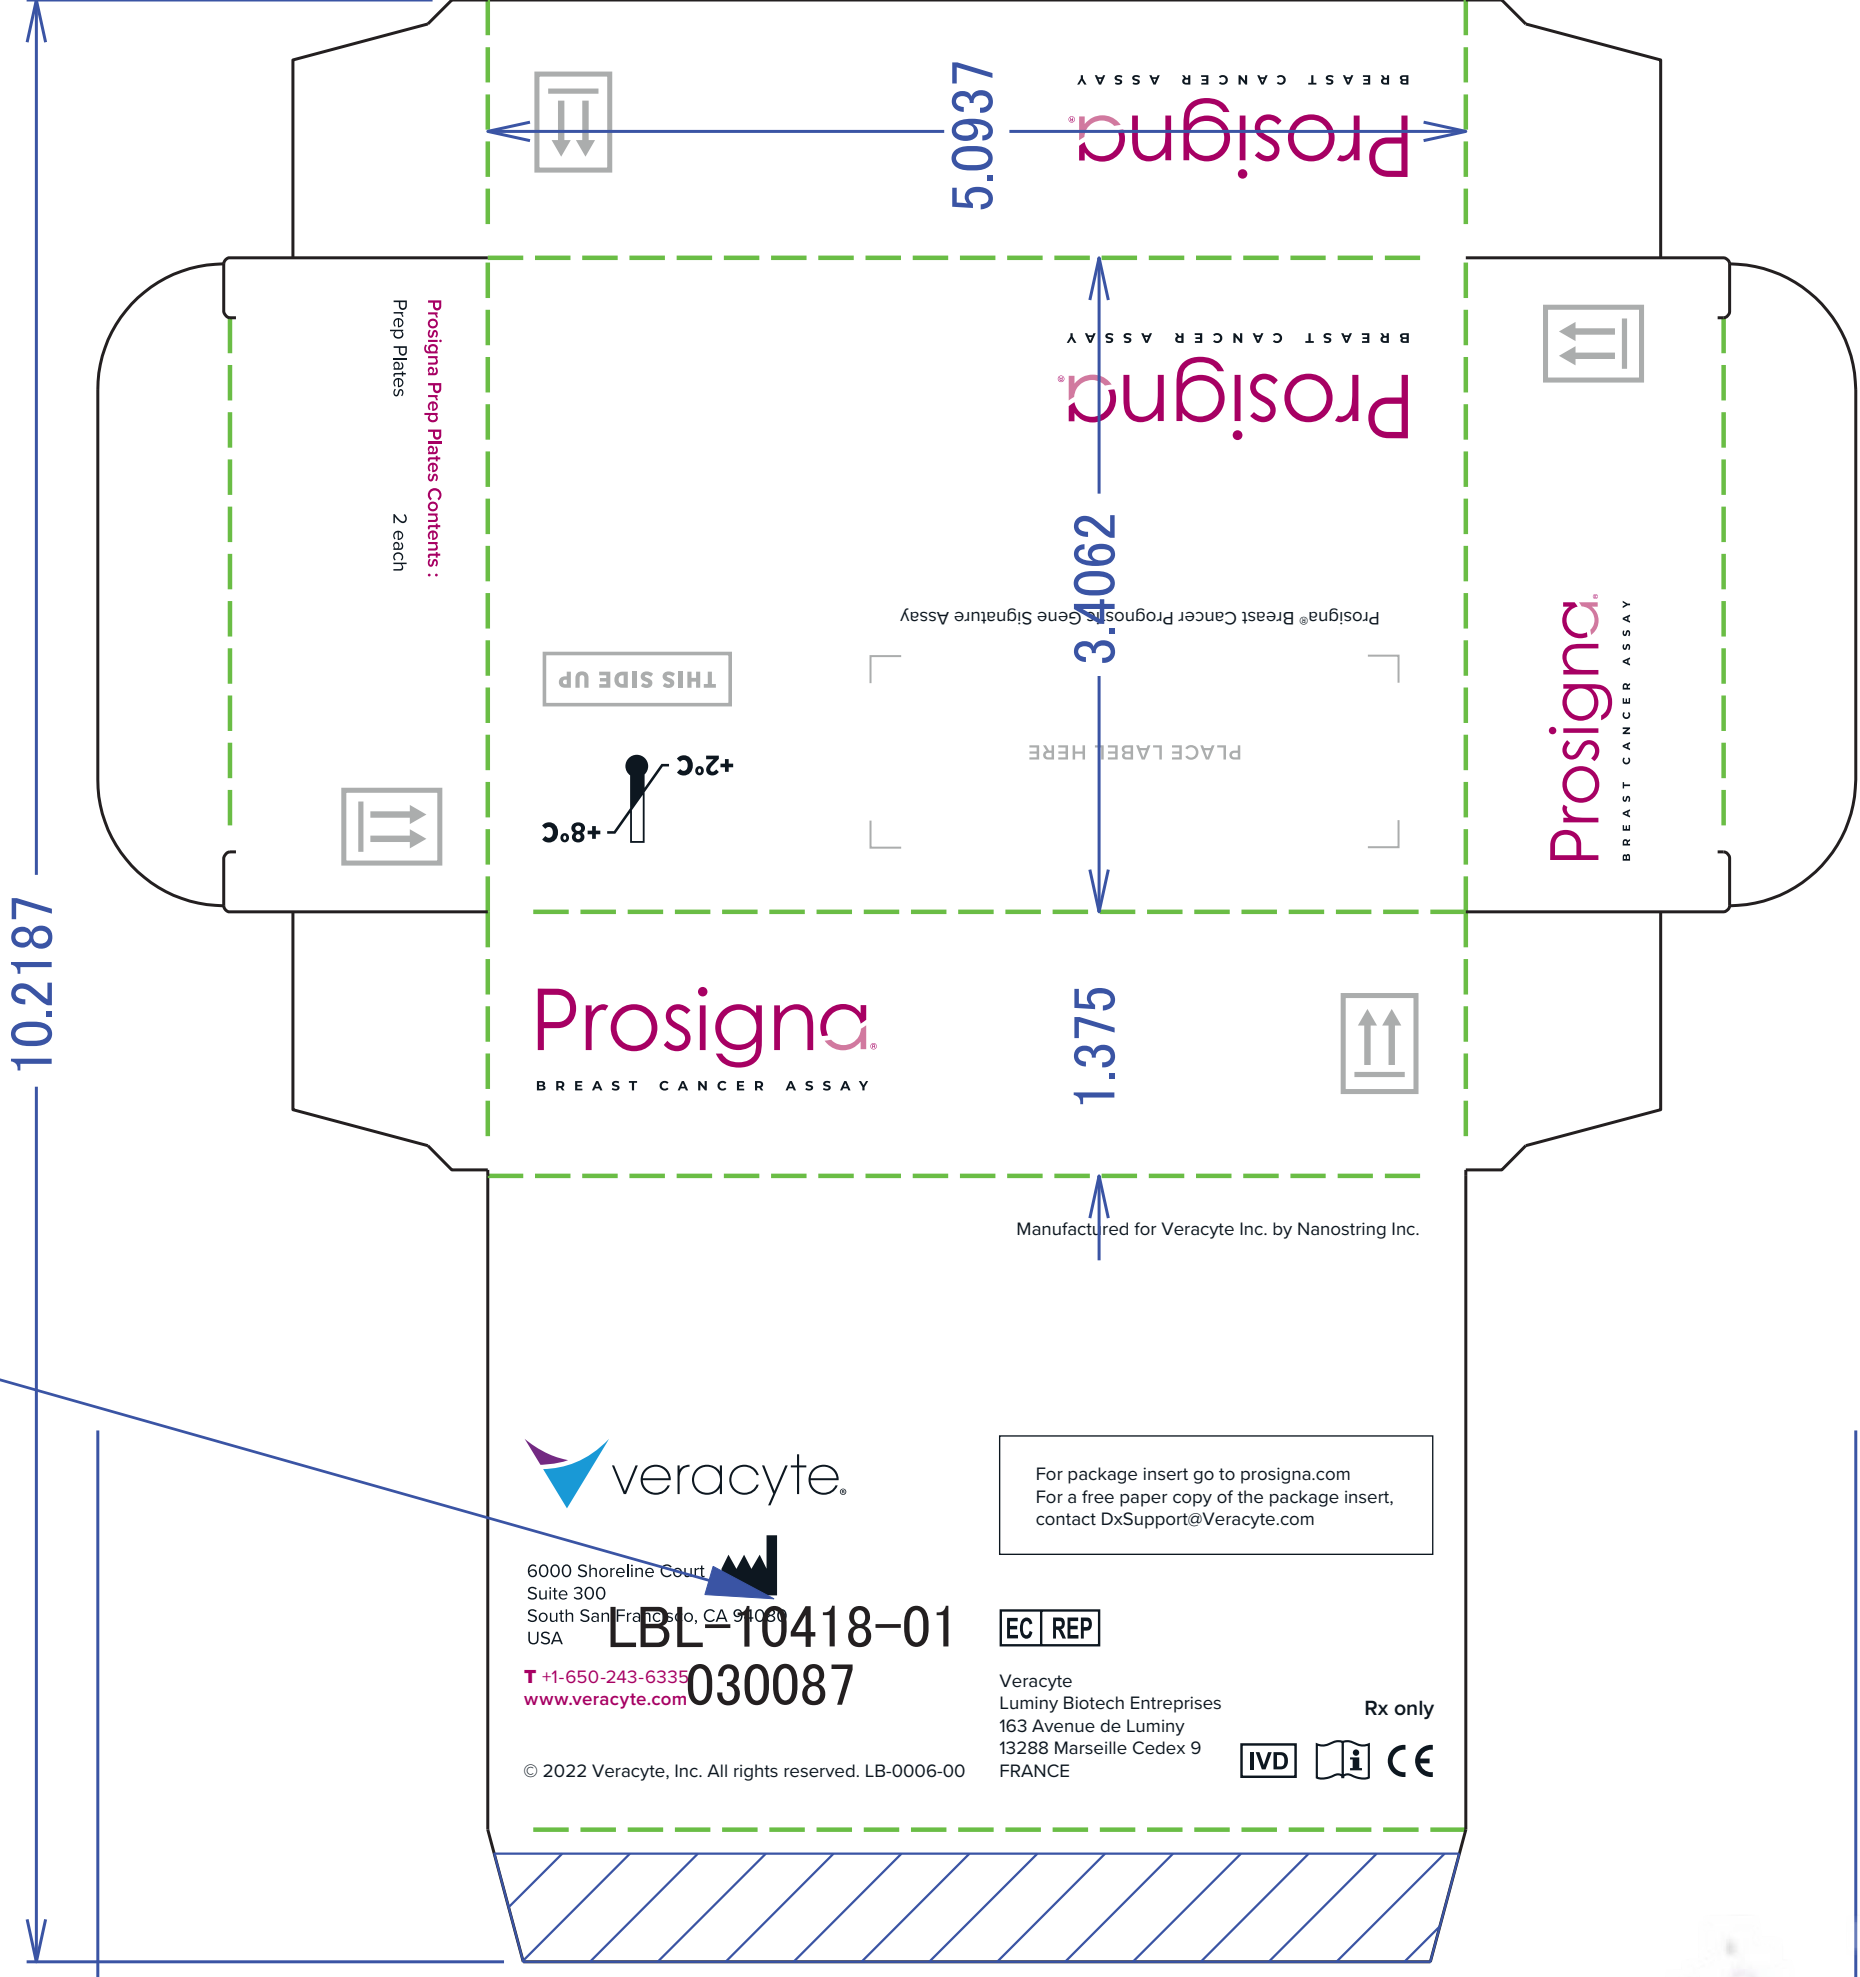 BREAST CANCER ASSAY
Prosigna®
5.0937
Prosigna Prep Plates Contents :
Prep Plates 2 each
BREAST CANCER ASSAY
Prosigna®
3.4062
Prosigna® Breast Cancer Prognostic Gene Signature Assay
THIS SIDE UP
PLACE LABEL HERE
+2°C
+8°C
Prosigna®
BREAST CANCER ASSAY
10.2187
Prosigna®
BREAST CANCER ASSAY
1.375
Manufactured for Veracyte Inc. by Nanostring Inc.
veracyte®
For package insert go to prosigna.com
For a free paper copy of the package insert,
contact DxSupport@Veracyte.com
6000 Shoreline Court
Suite 300
South San Francisco, CA 94080
USA
LBL-10418-01
030087
T +1-650-243-6335
www.veracyte.com
EC REP
Veracyte
Luminy Biotech Entreprises
163 Avenue de Luminy
13288 Marseille Cedex 9
FRANCE
Rx only
IVD i CE
© 2022 Veracyte, Inc. All rights reserved. LB-0006-00